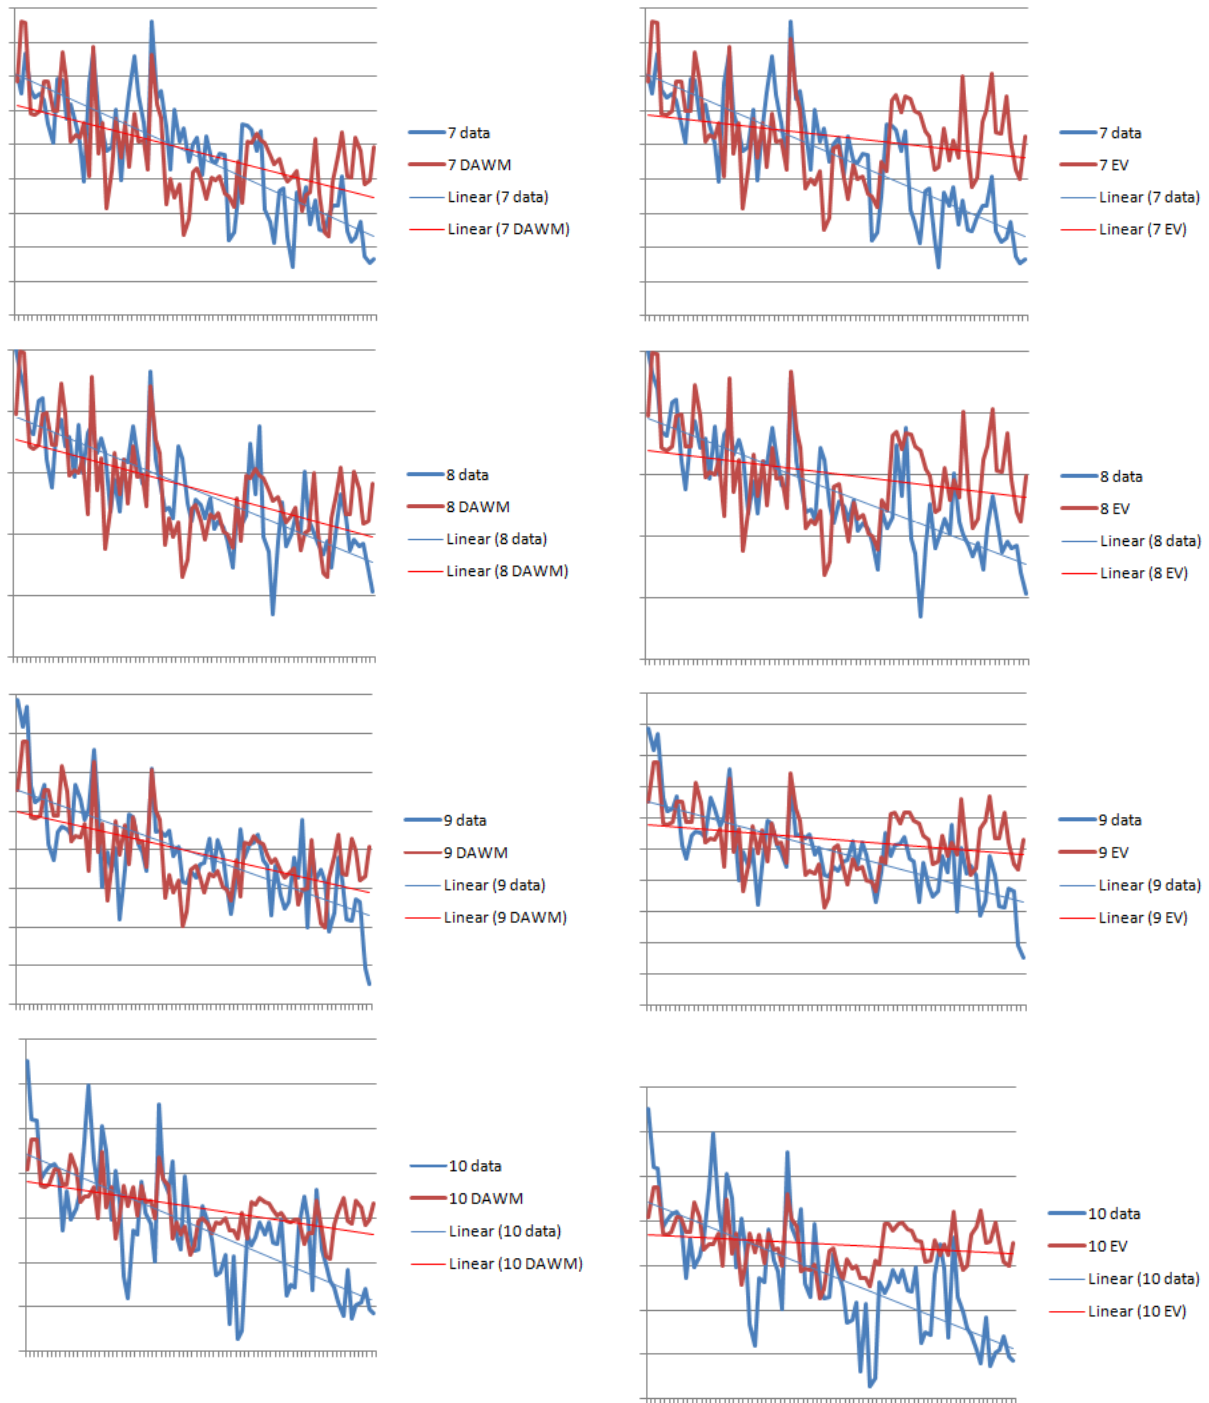 7 data
7 DAWM
Linear (7 data)
Linear (7 DAWM)
7 data
7 EV
Linear (7 data)
Linear (7 EV)
8 data
8 DAWM
Linear (8 data)
Linear (8 DAWM)
8 data
8 EV
Linear (8 data)
Linear (8 EV)
9 data
9 DAWM
Linear (9 data)
Linear (9 DAWM)
9 data
9 EV
Linear (9 data)
Linear (9 EV)
10 data
10 DAWM
Linear (10 data)
Linear (10 DAWM)
10 data
10 EV
Linear (10 data)
Linear (10 EV)